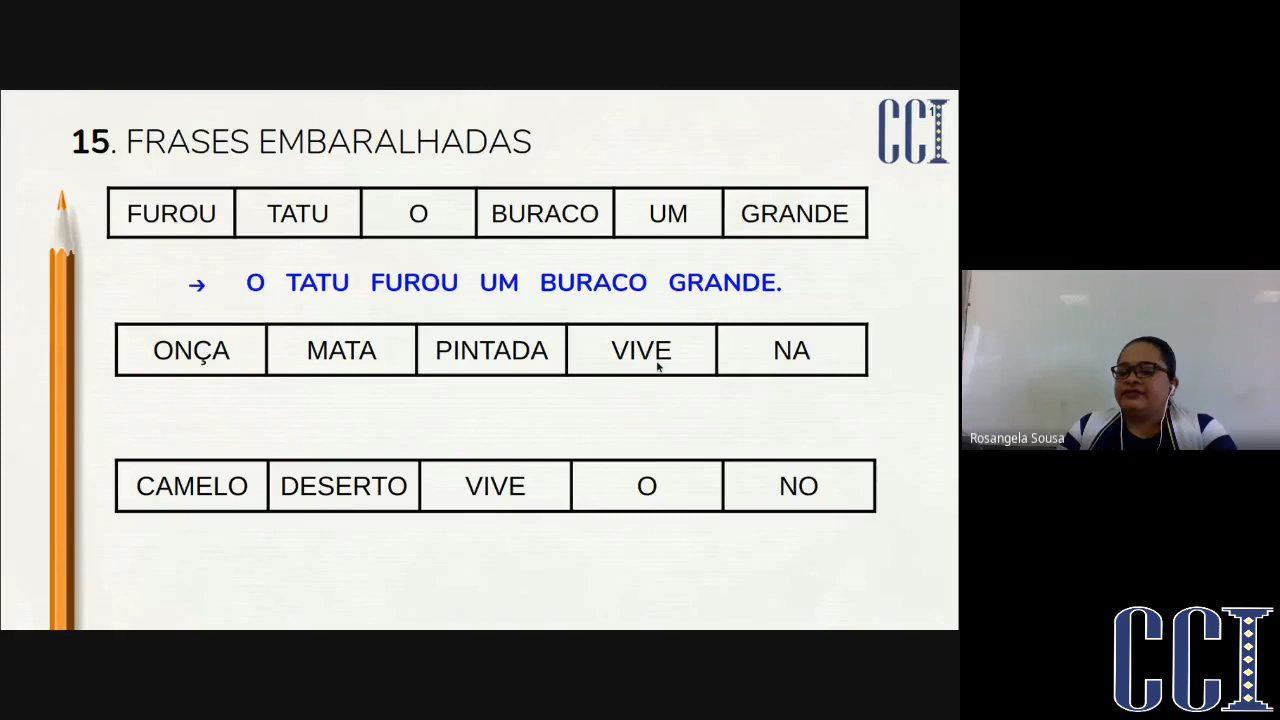 CCI
1
15. FRASES EMBARALHADAS
FUROU TATU O BURACO UM GRANDE
➔ O TATU FUROU UM BURACO GRANDE.
ONÇA MATA PINTADA VIVE NA
Rosangela Sousa
CAMELO DESERTO VIVE O NO
CCI